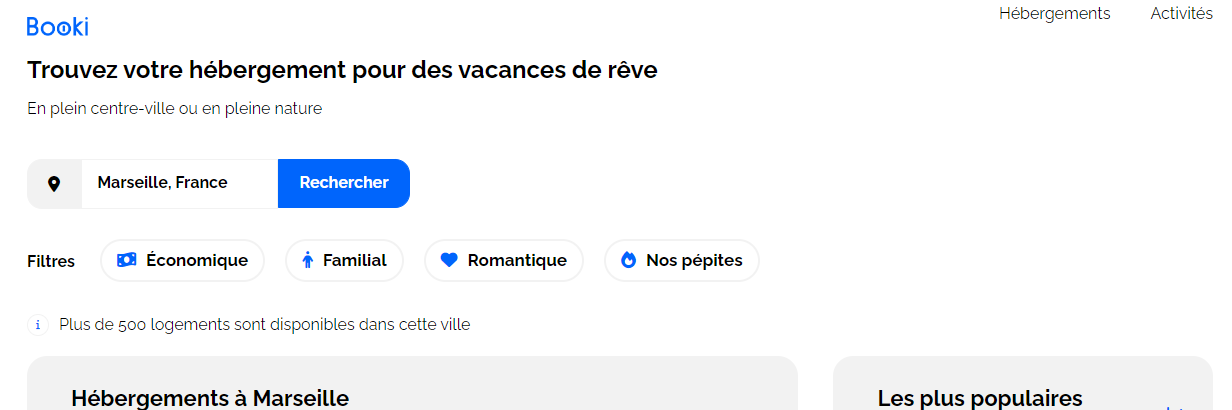 Booki
Hébergements
Activités
Trouvez votre hébergement pour des vacances de rêve
En plein centre-ville ou en pleine nature
Marseille, France
Rechercher
Filtres
Économique
Familial
Romantique
Nos pépites
i
Plus de 500 logements sont disponibles dans cette ville
Hébergements à Marseille
Les plus populaires